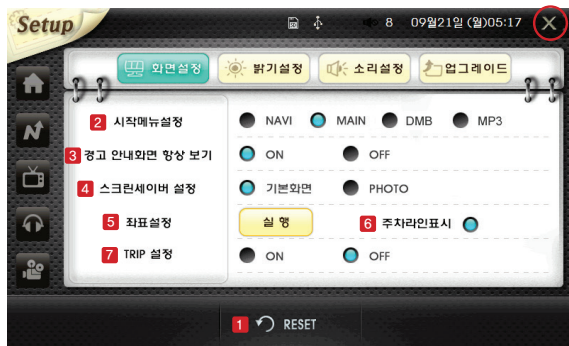 Setup 8 09월21일 (월)05:17
화면설정 밝기설정 소리설정 업그레이드
2 시작메뉴설정 NAVI MAIN DMB MP3
3 경고 안내화면 항상 보기 ON OFF
4 스크린세이버 설정 기본화면 PHOTO
5 좌표설정 실 행 6 주차라인표시
7 TRIP 설정 ON OFF
1 RESET